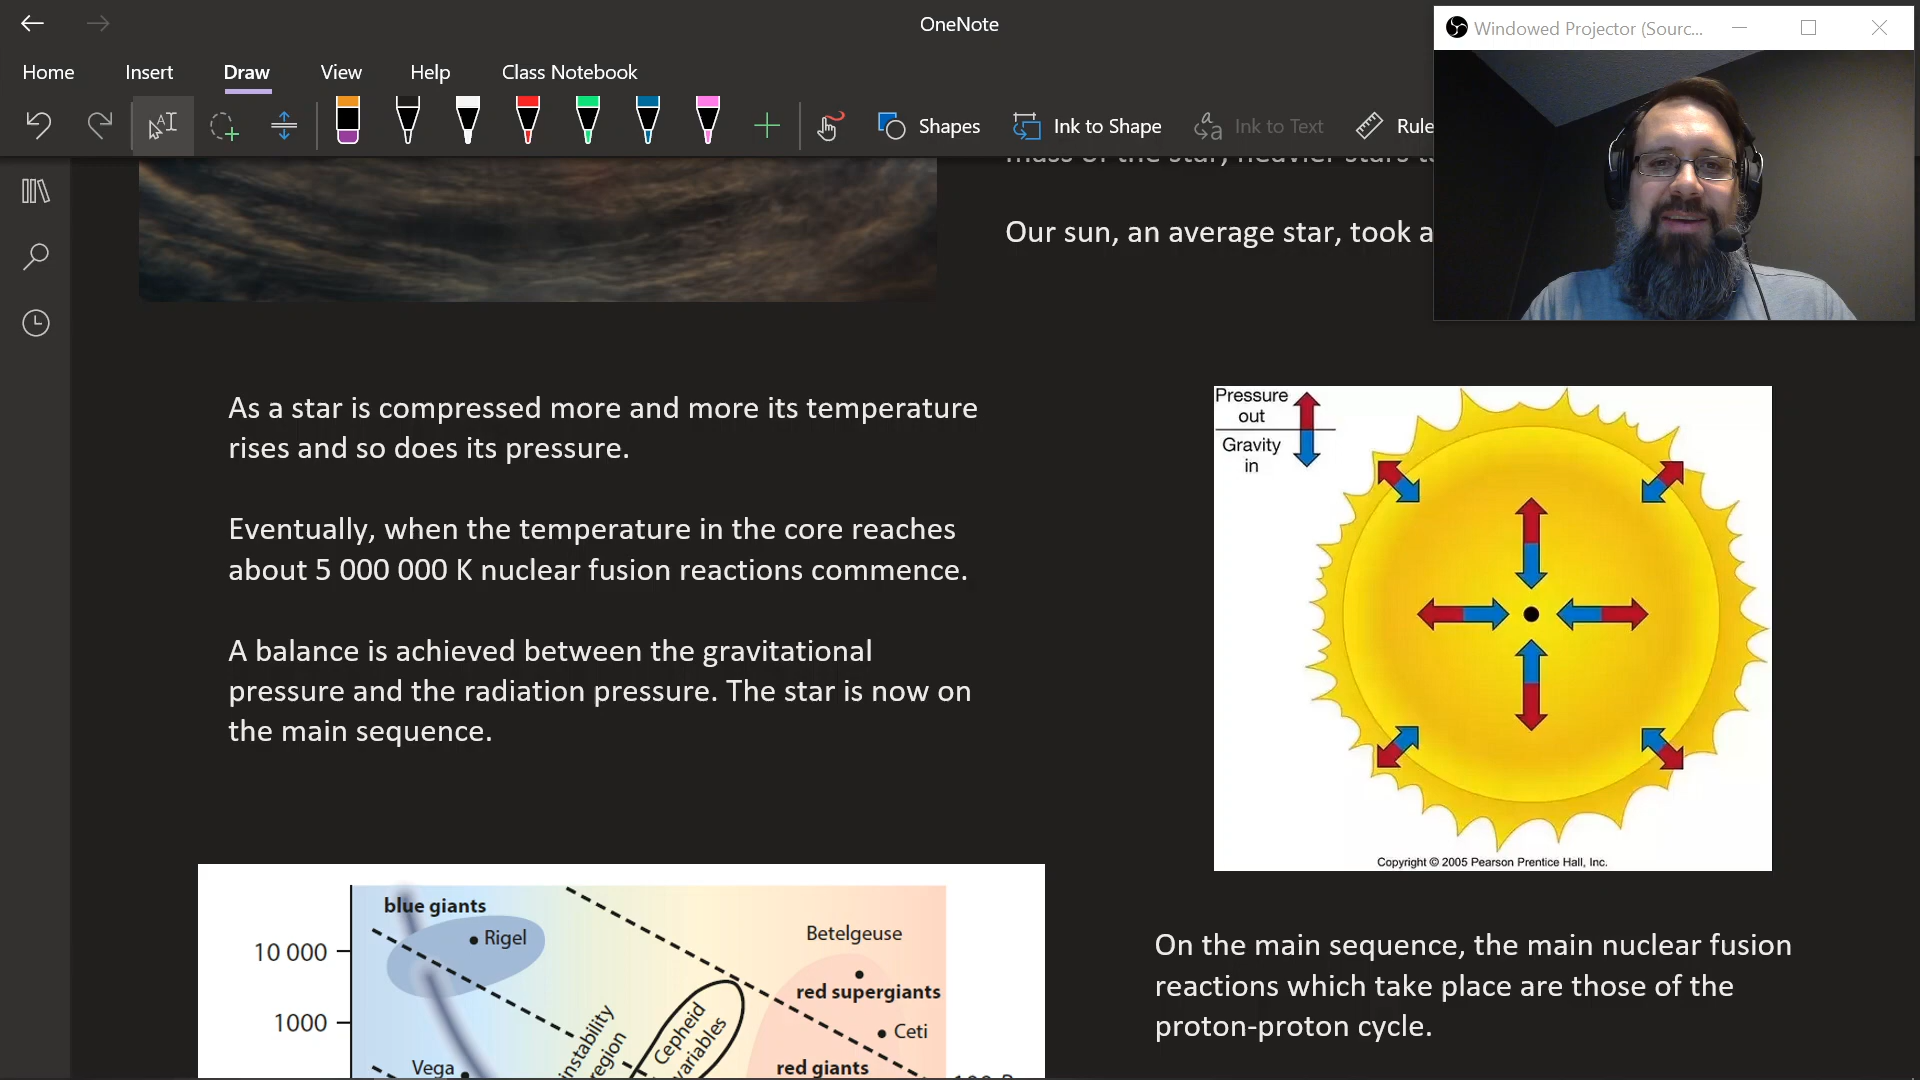 OneNote
Windowed Projector (Sourc...
Home Insert Draw View Help Class Notebook
Shapes Ink to Shape Ink to Text Rule
mass of the star, heavier stars
Our sun, an average star, took a
As a star is compressed more and more its temperature
rises and so does its pressure.
Eventually, when the temperature in the core reaches
about 5 000 000 K nuclear fusion reactions commence.
A balance is achieved between the gravitational
pressure and the radiation pressure. The star is now on
the main sequence.
Pressure
out
Gravity
in
Copyright © 2005 Pearson Prentice Hall, Inc.
blue giants
Rigel
10 000
Betelgeuse
red supergiants
1000
Ceti
instability
region
Cepheid
variables
Vega
red giants
On the main sequence, the main nuclear fusion
reactions which take place are those of the
proton-proton cycle.